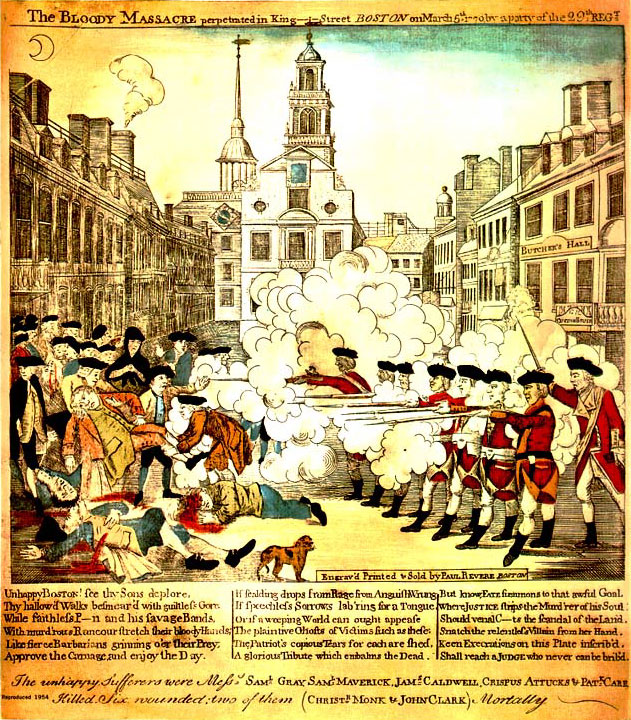 The BLOODY MASSACRE perpetrated in King—Street BOSTON on March 5th 1770 by a party of the 29th REGT
BUTCHER'S HALL
Engrav'd Printed & Sold by PAUL REVERE BOSTON
Unhappy BOSTON! see thy Sons deplore,
Thy hallow'd Walks besmear'd with guiltless Gore.
While faithless P—n and his savage Bands,
With murd'rous Rancour stretch their bloody Hands;
Like fierce Barbarians grinning o'er their Prey,
Approve the Carnage, and enjoy the Day.
If scalding drops from Rage from Anguish Wrung
If speechless Sorrows lab'ring for a Tongue,
Or if a weeping World can ought appease
The plaintive Ghosts of Victims such as these:
The Patriot's copious Tears for each are shed,
A glorious Tribute which embalms the Dead.
But know, FATE summons to that awful Goal.
Where JUSTICE strips the Murd'rer of his Soul:
Should venal C—ts the scandal of the Land.
Snatch the relentless Villain from her Hand.
Keen Execrations on this Plate inscrib'd.
Shall reach a JUDGE who never can be brib'd.
The unhappy Sufferers were Messrs SAML GRAY, SAML MAVERICK, JAMS CALDWELL, CRISPUS ATTUCKS & PATK CARR
Reproduced 1954
Killed. Six wounded; two of them (CHRISTR MONK & JOHN CLARK) Mortally